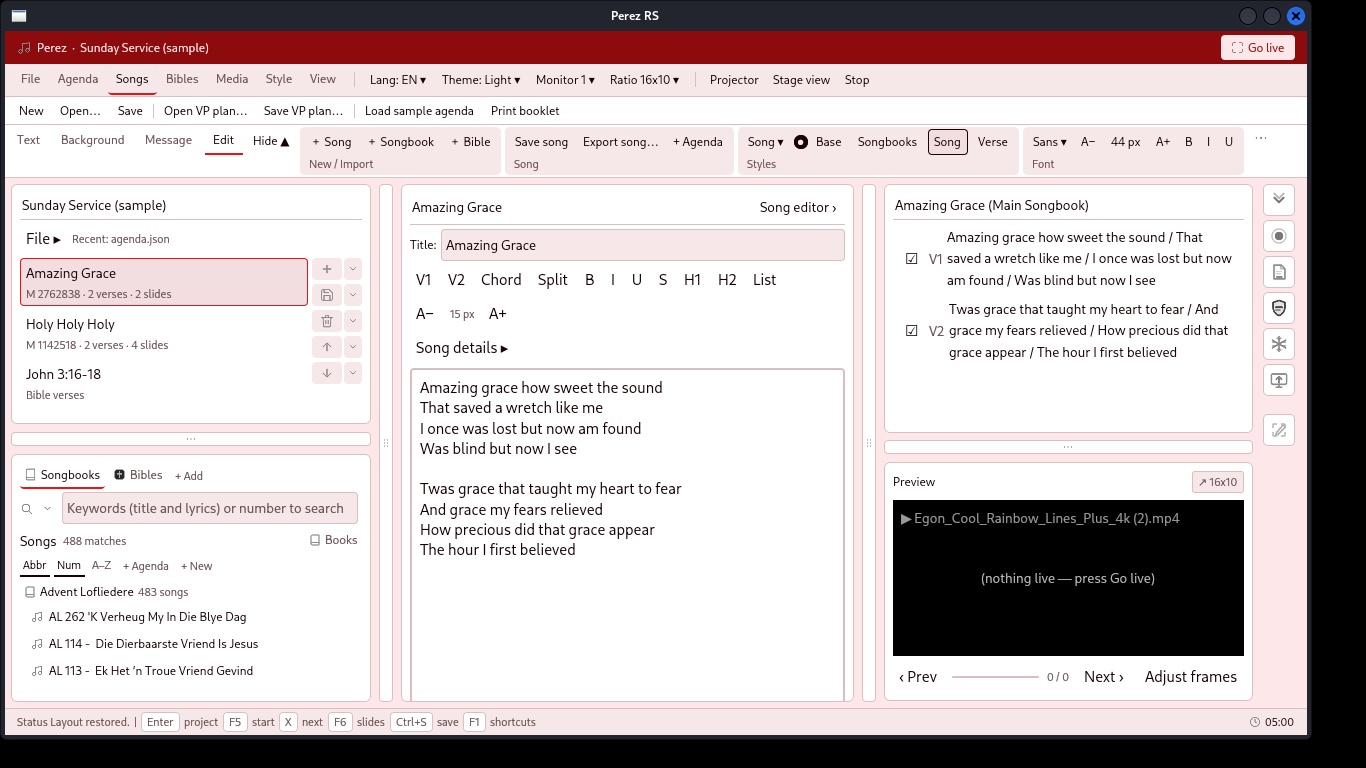 Perez RS
Perez · Sunday Service (sample)
Go live
File Agenda Songs Bibles Media Style View Lang: EN ▾ Theme: Light ▾ Monitor 1 ▾ Ratio 16x10 ▾ Projector Stage view Stop
New Open… Save Open VP plan… Save VP plan… Load sample agenda Print booklet
Text Background Message Edit Hide ▲
+ Song + Songbook + Bible
New / Import
Save song Export song… + Agenda
Song
Song ▾ Base Songbooks Song Verse
Styles
Sans ▾ A− 44 px A+ B I U
Font
…
Sunday Service (sample)
File ▸ Recent: agenda.json
Amazing Grace
M 2762838 · 2 verses · 2 slides
Holy Holy Holy
M 1142518 · 2 verses · 4 slides
John 3:16-18
Bible verses
Songbooks Bibles + Add
Keywords (title and lyrics) or number to search
Songs 488 matches Books
Abbr Num A–Z + Agenda + New
Advent Lofliedere 483 songs
AL 262 'K Verheug My In Die Blye Dag
AL 114 - Die Dierbaarste Vriend Is Jesus
AL 113 - Ek Het ’n Troue Vriend Gevind
Amazing Grace Song editor ›
Title: Amazing Grace
V1 V2 Chord Split B I U S H1 H2 List
A− 15 px A+
Song details ▸
Amazing grace how sweet the sound
That saved a wretch like me
I once was lost but now am found
Was blind but now I see
Twas grace that taught my heart to fear
And grace my fears relieved
How precious did that grace appear
The hour I first believed
Amazing Grace (Main Songbook)
Amazing grace how sweet the sound / That
V1 saved a wretch like me / I once was lost but now
am found / Was blind but now I see
Twas grace that taught my heart to fear / And
V2 grace my fears relieved / How precious did that
grace appear / The hour I first believed
Preview ↗ 16x10
▶ Egon_Cool_Rainbow_Lines_Plus_4k (2).mp4
(nothing live — press Go live)
‹ Prev 0 / 0 Next › Adjust frames
Status Layout restored. | Enter project F5 start X next F6 slides Ctrl+S save F1 shortcuts 05:00